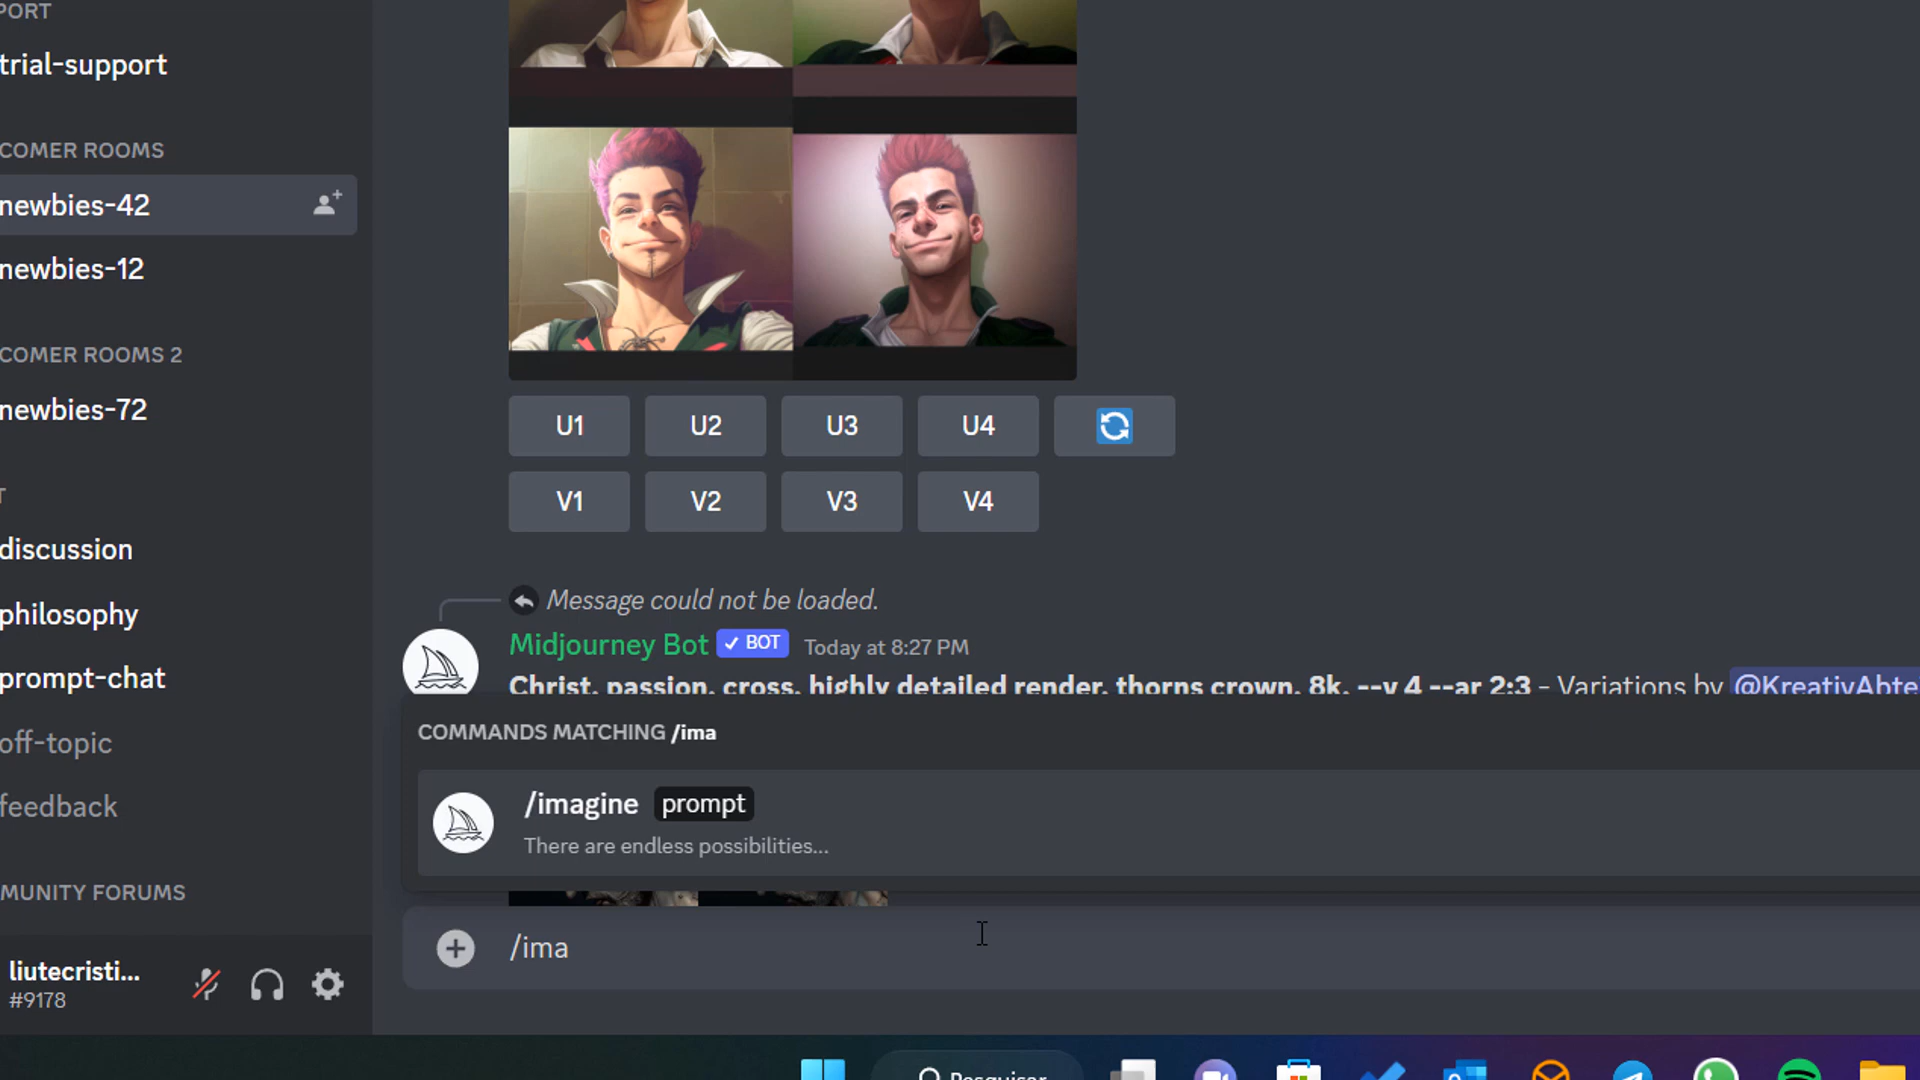 PORT
trial-support
COMER ROOMS
newbies-42
newbies-12
COMER ROOMS 2
newbies-72
T
discussion
philosophy
prompt-chat
off-topic
feedback
MUNITY FORUMS
liutecristi...
#9178
U1 U2 U3 U4
V1 V2 V3 V4
Message could not be loaded.
Midjourney Bot ✓ BOT Today at 8:27 PM
Christ, passion, cross, highly detailed render, thorns crown, 8k, --v 4 --ar 2:3 - Variations by @KreativAbte
COMMANDS MATCHING /ima
/imagine prompt
There are endless possibilities...
/ima
Pesquisar